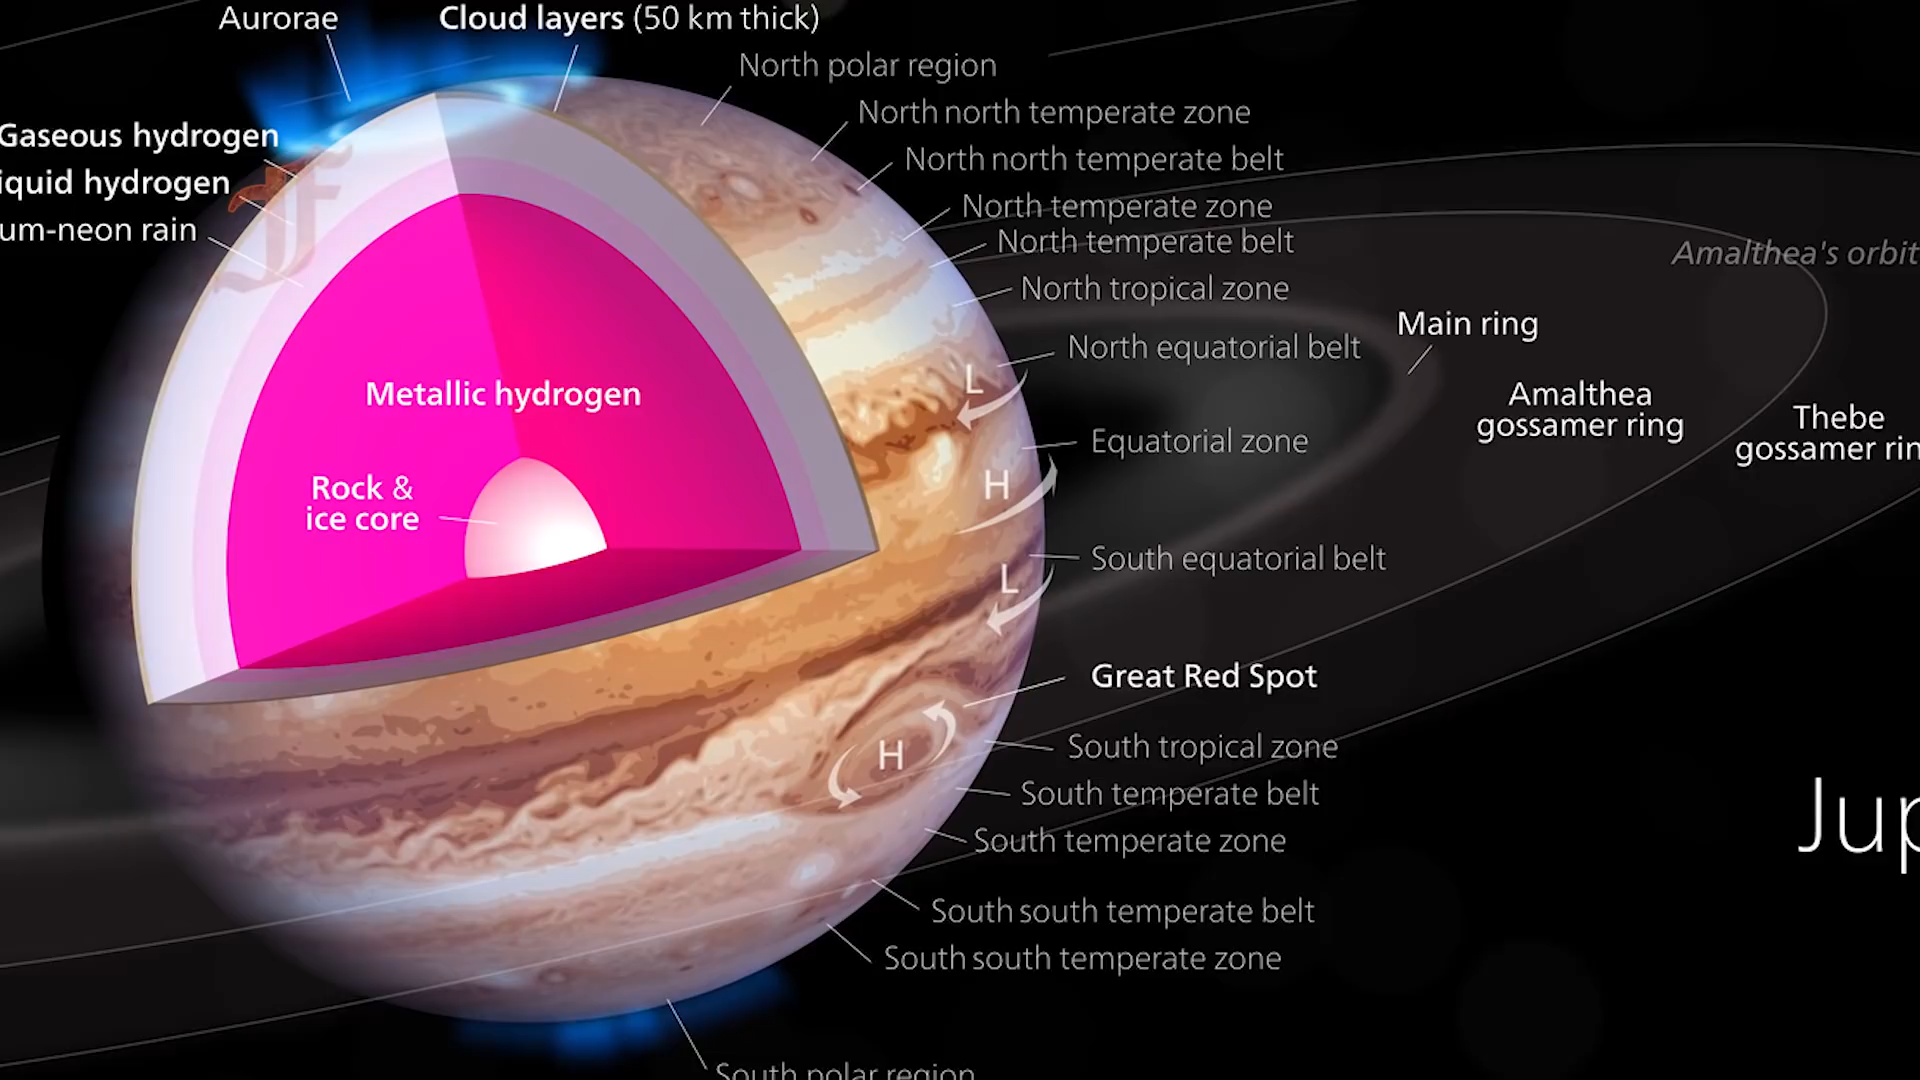 Aurorae
Cloud layers (50 km thick)
North polar region
Gaseous hydrogen
North north temperate zone
iquid hydrogen
North north temperate belt
um-neon rain
North temperate zone
North temperate belt
Amalthea's orbit
North tropical zone
Main ring
North equatorial belt
L
Metallic hydrogen
Amalthea
gossamer ring
Thebe
gossamer rin
Equatorial zone
H
Rock &
ice core
South equatorial belt
L
Great Red Spot
H
South tropical zone
South temperate belt
Jup
South temperate zone
South south temperate belt
South south temperate zone
South polar region